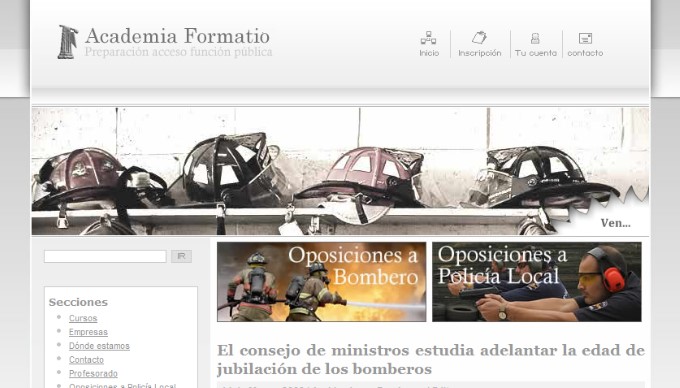 Academia Formatio
Preparación acceso función pública
Inicio
Inscripción
Tu cuenta
contacto
Ven...
IR
Oposiciones a
Bombero
Oposiciones a
Policía Local
Secciones
Cursos
Empresas
Dónde estamos
Contacto
Profesorado
Oposiciones a Policía Local
El consejo de ministros estudia adelantar la edad de
jubilación de los bomberos